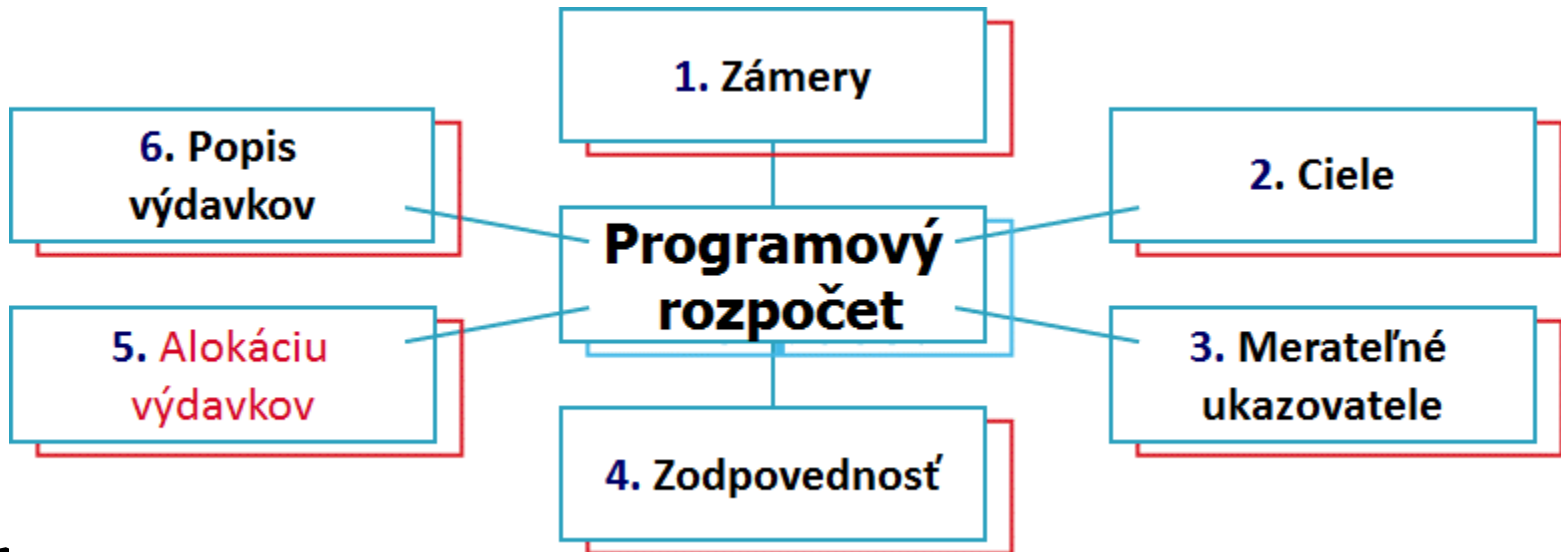 1. Zámery
2. Ciele
3. Merateľné
ukazovatele
4. Zodpovednosť
5. Alokáciu
výdavkov
6. Popis
výdavkov
Programový
rozpočet